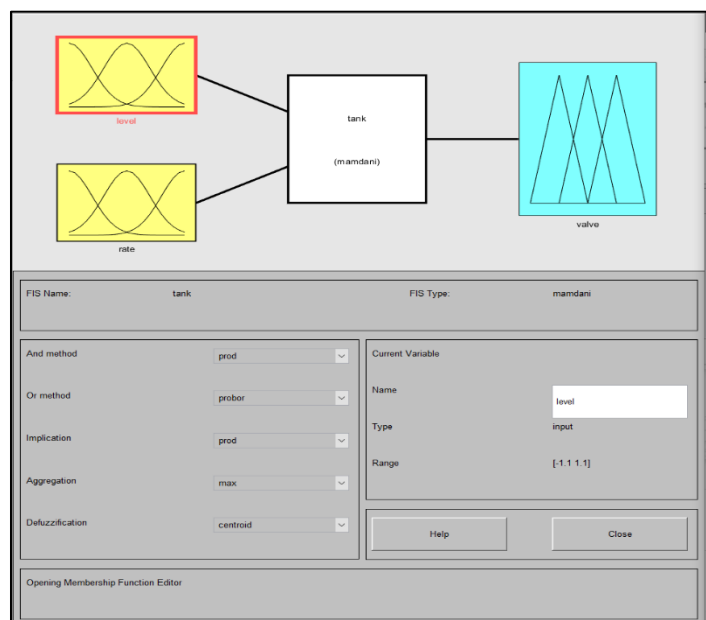 level
tank
(mamdani)
rate
valve
FIS Name: tank FIS Type: mamdani
And method prod
Or method probor
Implication prod
Aggregation max
Defuzzification centroid
Current Variable
Name level
Type input
Range [-1.1 1.1]
Help Close
Opening Membership Function Editor